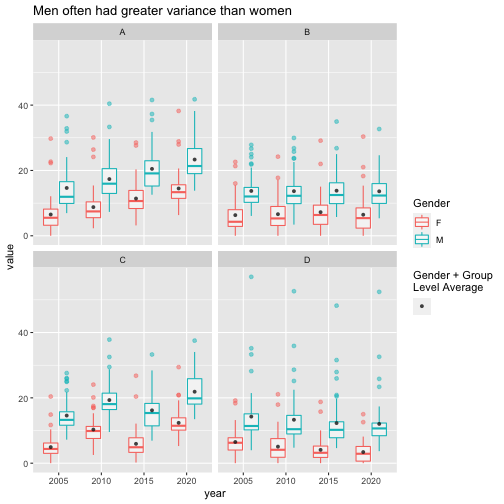 Men often had greater variance than women
A
B
40
20
0
C
D
40
20
0
2005 2010 2015 2020
2005 2010 2015 2020
value
year
Gender
F
M
Gender + Group
Level Average